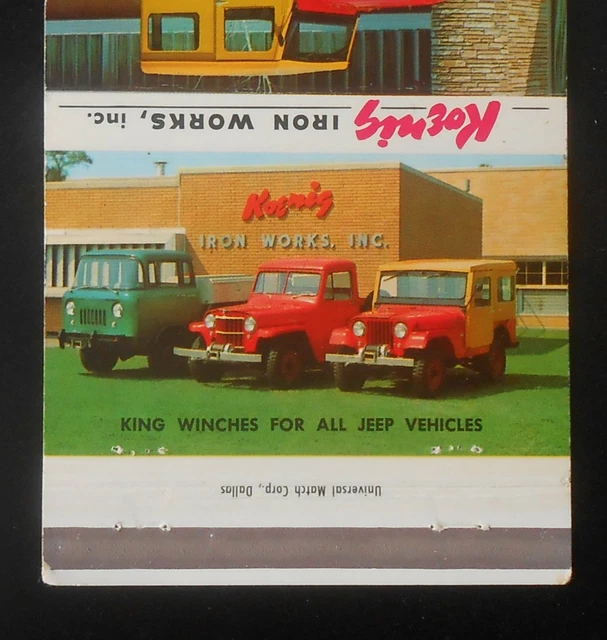 Koenig IRON WORKS, inc.
Koenig
IRON WORKS, INC.
KING WINCHES FOR ALL JEEP VEHICLES
Universal Match Corp., Dallas